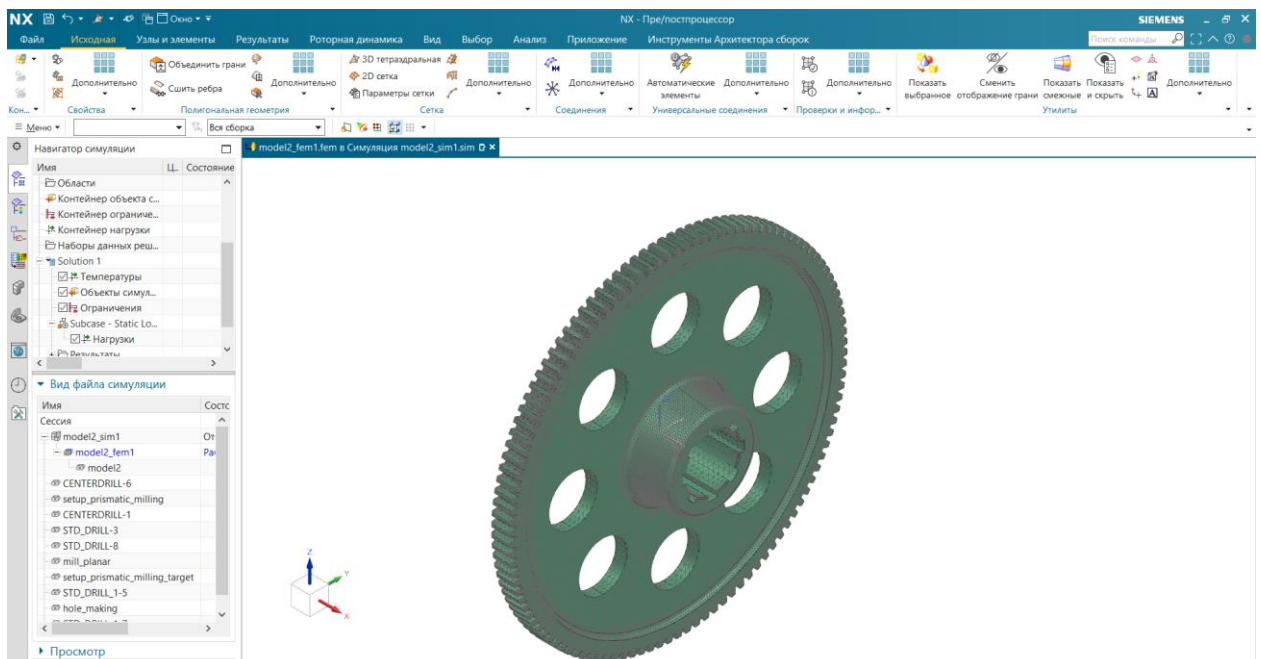 NX Окно NX - Пре/постпроцессор SIEMENS
Файл Исходная Узлы и элементы Результаты Роторная динамика Вид Выбор Анализ Приложение Инструменты Архитектора сборок Поиск команды
Дополнительно Объединить грани Дополнительно 3D тетраэдральная Дополнительно Дополнительно Автоматические Дополнительно Дополнительно Показать Сменить Показать Показать Дополнительно
Сшить ребра 2D сетка элементы выбранное отображение грани смежные и скрыть
Параметры сетки
Кон... Свойства Полигональная геометрия Сетка Соединения Универсальные соединения Проверки и инфор... Утилиты
Меню Вся сборка
Навигатор симуляции model2_fem1.fem в Симуляция model2_sim1.sim
Имя Ц.. Состояние
Области
Контейнер объекта с...
Контейнер ограниче...
Контейнер нагрузки
Наборы данных реш...
Solution 1
Температуры
Объекты симул...
Ограничения
Subcase - Static Lo...
Нагрузки
Результаты
Вид файла симуляции
Имя Состс
Сессия
model2_sim1 От
model2_fem1 Ра
model2
CENTERDRILL-6
setup_prismatic_milling
CENTERDRILL-1
STD_DRILL-3
STD_DRILL-8
mill_planar
setup_prismatic_milling_target
STD_DRILL_1-5
hole_making
Просмотр
Z
Y
X